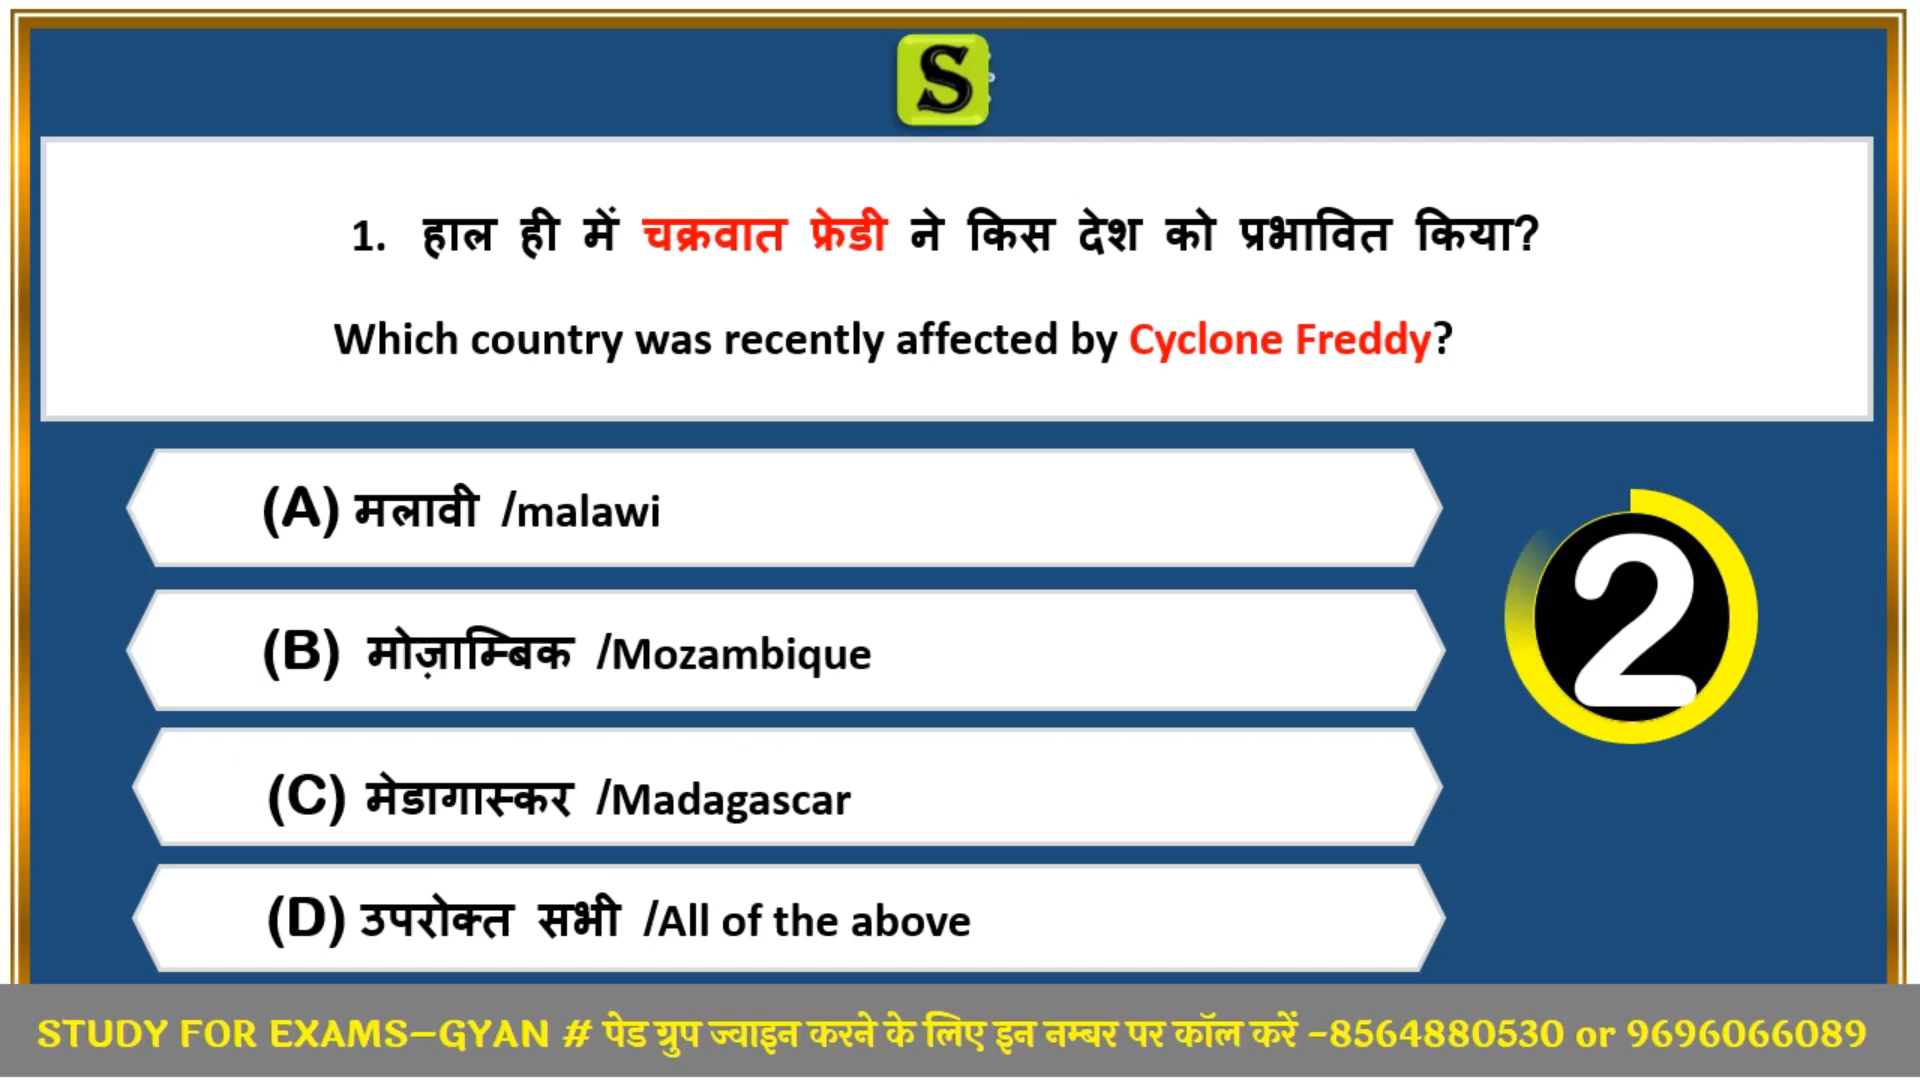 S
1. हाल ही में चक्रवात फ्रेडी ने किस देश को प्रभावित किया?
Which country was recently affected by Cyclone Freddy?
(A) मलावी /malawi
(B) मोज़ाम्बिक /Mozambique
2
(C) मेडागास्कर /Madagascar
(D) उपरोक्त सभी /All of the above
STUDY FOR EXAMS–GYAN # पेड ग्रुप ज्वाइन करने के लिए इन नम्बर पर कॉल करें –8564880530 or 9696066089